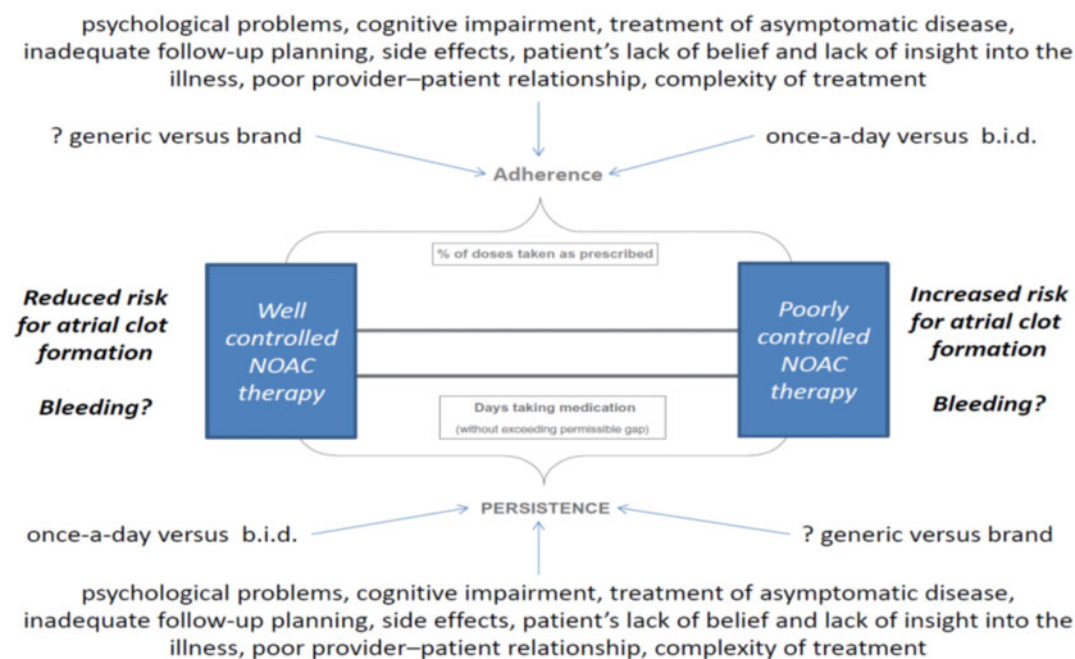 psychological problems, cognitive impairment, treatment of asymptomatic disease,
inadequate follow-up planning, side effects, patient's lack of belief and lack of insight into the
illness, poor provider–patient relationship, complexity of treatment
? generic versus brand
once-a-day versus b.i.d.
Adherence
% of doses taken as prescribed
Reduced risk
for atrial clot
formation
Bleeding?
Well
controlled
NOAC
therapy
Poorly
controlled
NOAC
therapy
Increased risk
for atrial clot
formation
Bleeding?
Days taking medication
(without exceeding permissible gap)
PERSISTENCE
once-a-day versus b.i.d.
? generic versus brand
psychological problems, cognitive impairment, treatment of asymptomatic disease,
inadequate follow-up planning, side effects, patient's lack of belief and lack of insight into the
illness, poor provider–patient relationship, complexity of treatment